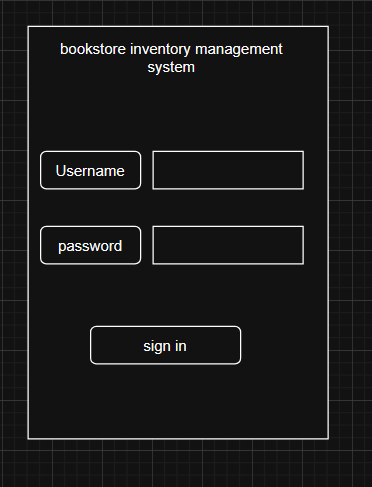 bookstore inventory management
system
Username
password
sign in